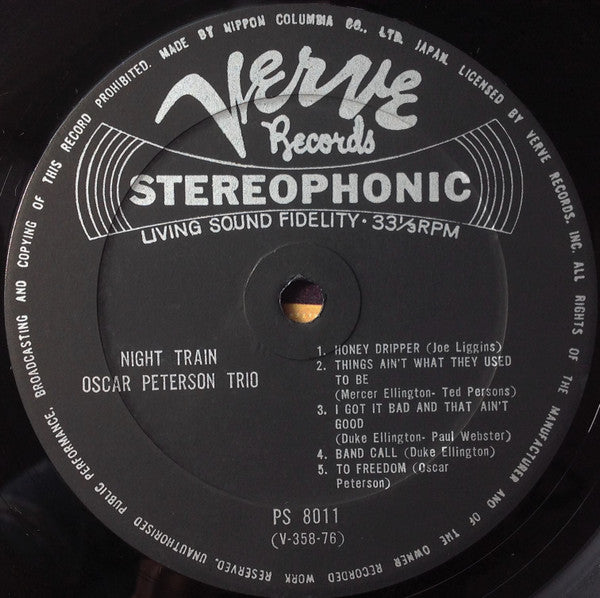 UNAUTHORISED PUBLIC PERFORMANCE, BROADCASTING AND COPYING OF THIS RECORD PROHIBITED. MADE BY NIPPON COLUMBIA CO., LTD. JAPAN. LICENSED BY VERVE RECORDS, INC. ALL RIGHTS OF THE MANUFACTURER AND OF THE OWNER RECORDED WORK RESERVED.
Verve
Records
STEREOPHONIC
LIVING SOUND FIDELITY · 33⅓RPM
NIGHT TRAIN
OSCAR PETERSON TRIO
1. HONEY DRIPPER (Joe Liggins)
2. THINGS AIN'T WHAT THEY USED
TO BE
(Mercer Ellington- Ted Persons)
3. I GOT IT BAD AND THAT AIN'T
GOOD
(Duke Ellington- Paul Webster)
4. BAND CALL (Duke Ellington)
5. TO FREEDOM (Oscar
Peterson)
PS 8011
(V-358-76)